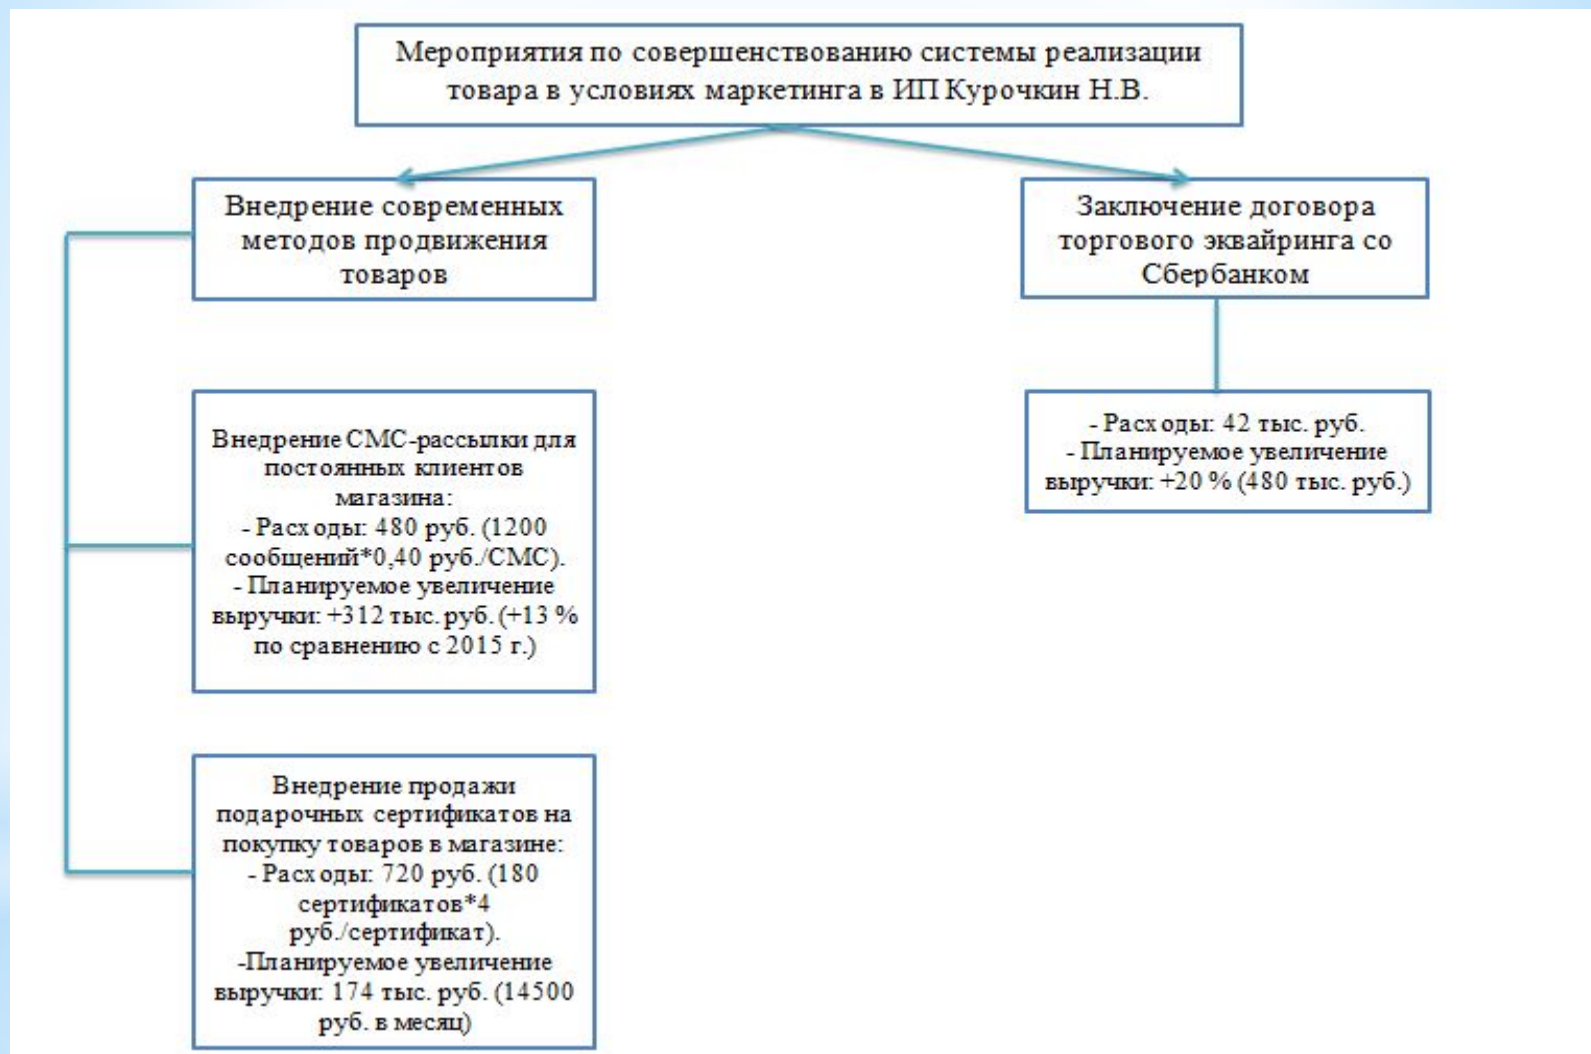 Мероприятия по совершенствованию системы реализации
товара в условиях маркетинга в ИП Курочкин Н.В.
Внедрение современных
методов продвижения
товаров
Внедрение СМС-рассылки для
постоянных клиентов
магазина:
- Расходы: 480 руб. (1200
сообщений*0,40 руб./СМС).
- Планируемое увеличение
выручки: +312 тыс. руб. (+13 %
по сравнению с 2015 г.)
Внедрение продажи
подарочных сертификатов на
покупку товаров в магазине:
- Расходы: 720 руб. (180
сертификатов*4
руб./сертификат).
-Планируемое увеличение
выручки: 174 тыс. руб. (14500
руб. в месяц)
Заключение договора
торгового эквайринга со
Сбербанком
- Расходы: 42 тыс. руб.
- Планируемое увеличение
выручки: +20 % (480 тыс. руб.)